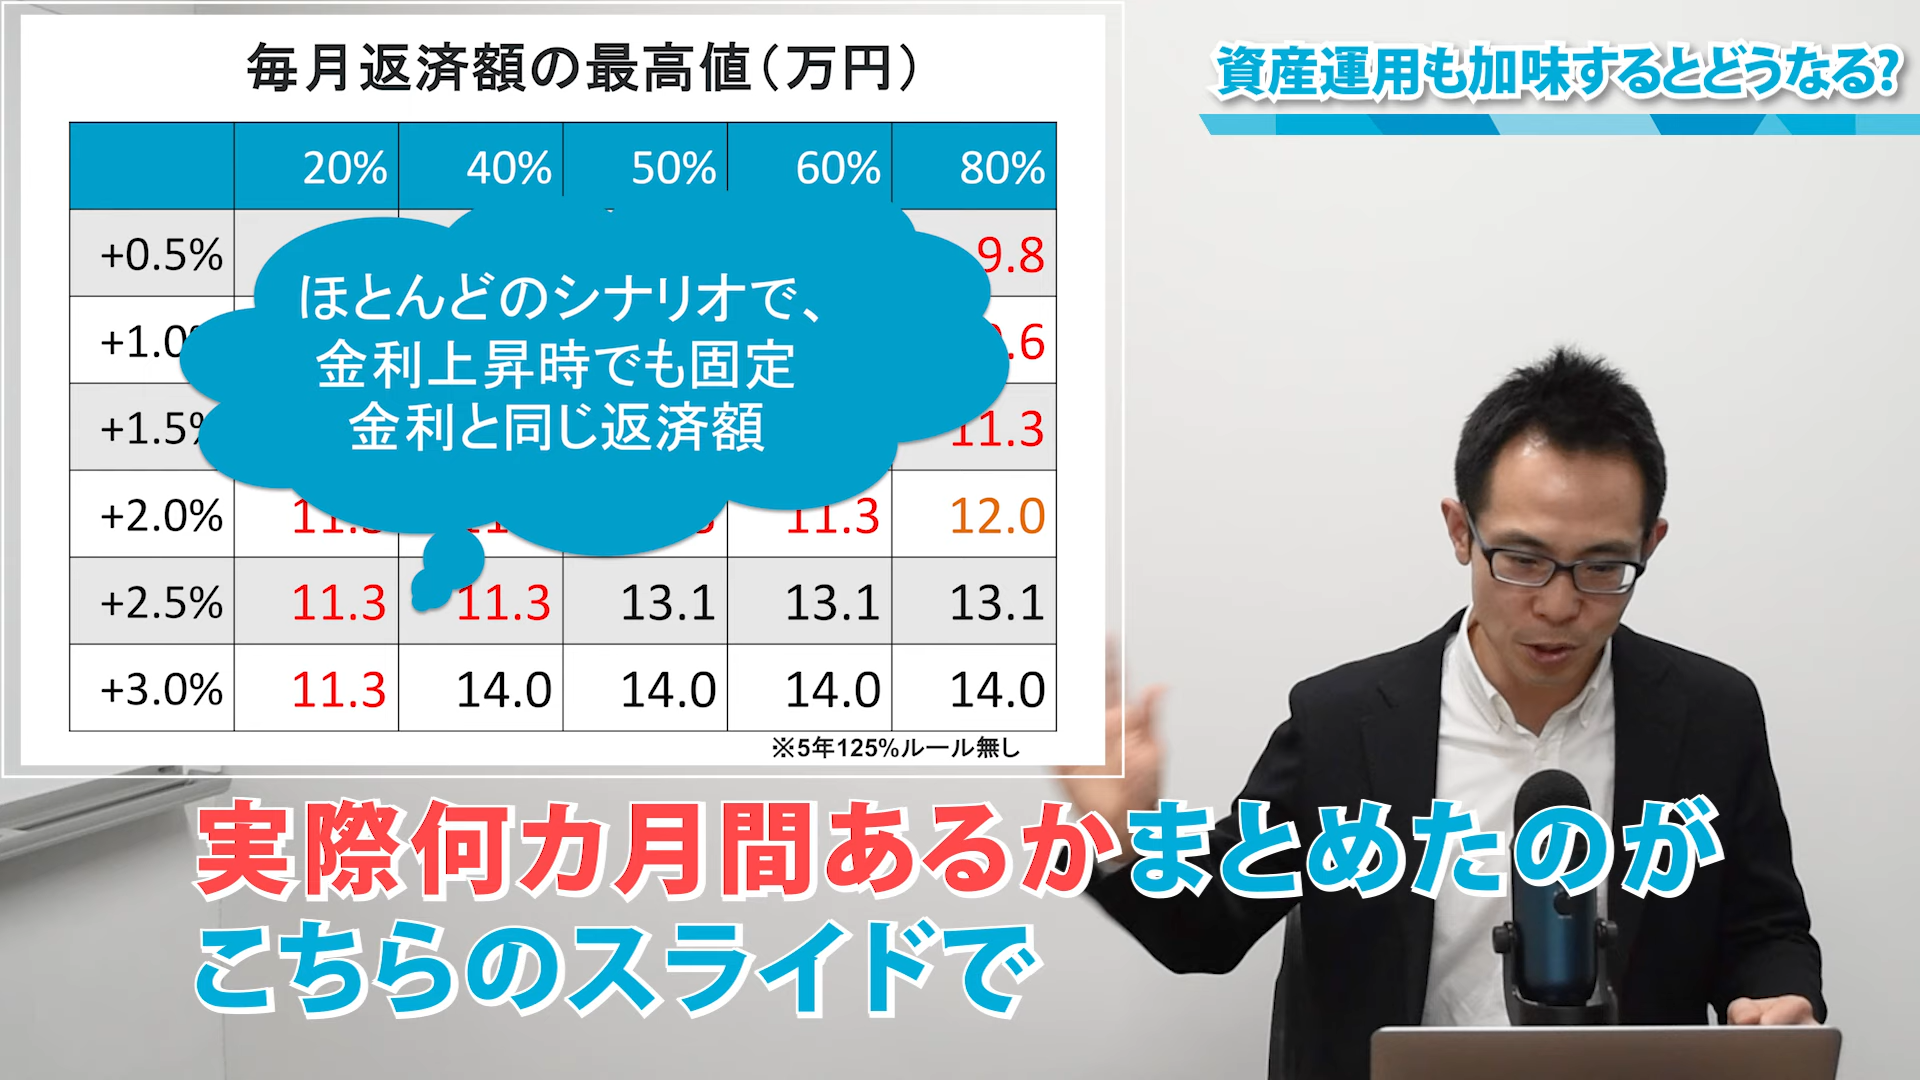 毎月返済額の最高値（万円）
資産運用も加味するとどうなる?
20% 40% 50% 60% 80%
+0.5% 9.8
ほとんどのシナリオで、
+1.0 .6
金利上昇時でも固定
+1.5% 11.3
金利と同じ返済額
+2.0% 11.3 11.3 12.0
+2.5% 11.3 11.3 13.1 13.1 13.1
+3.0% 11.3 14.0 14.0 14.0 14.0
※5年125%ルール無し
実際何カ月間あるかまとめたのが
こちらのスライドで